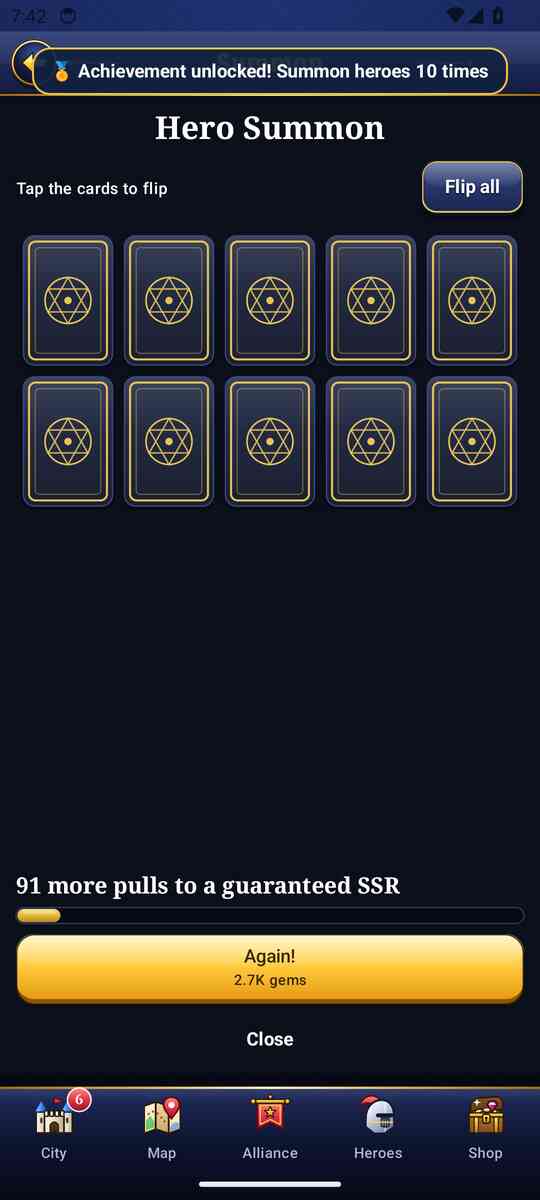 7:42
🏅 Achievement unlocked! Summon heroes 10 times
Hero Summon
Tap the cards to flip
Flip all
91 more pulls to a guaranteed SSR
Again!
2.7K gems
Close
6
City
Map
Alliance
Heroes
Shop